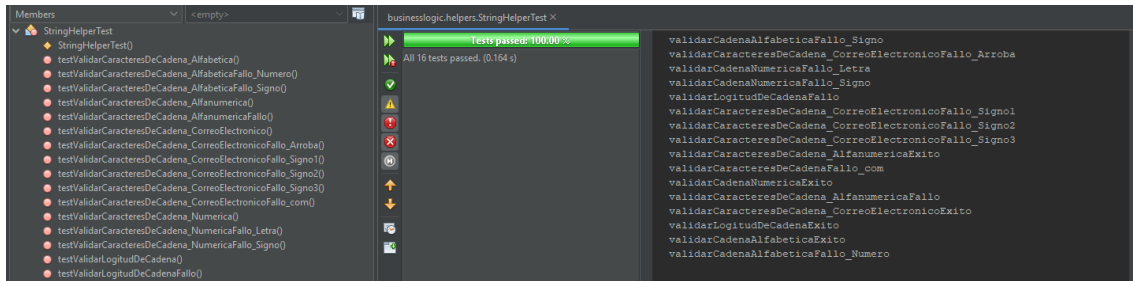 Members
<empty>
StringHelperTest
StringHelperTest()
testValidarCaracteresDeCadena_Alfabetica()
testValidarCaracteresDeCadena_AlfabeticaFallo_Numero()
testValidarCaracteresDeCadena_AlfabeticaFallo_Signo()
testValidarCaracteresDeCadena_Alfanumerica()
testValidarCaracteresDeCadena_AlfanumericaFallo()
testValidarCaracteresDeCadena_CorreoElectronico()
testValidarCaracteresDeCadena_CorreoElectronicoFallo_Arroba()
testValidarCaracteresDeCadena_CorreoElectronicoFallo_Signo1()
testValidarCaracteresDeCadena_CorreoElectronicoFallo_Signo2()
testValidarCaracteresDeCadena_CorreoElectronicoFallo_Signo3()
testValidarCaracteresDeCadena_CorreoElectronicoFallo_com()
testValidarCaracteresDeCadena_Numerica()
testValidarCaracteresDeCadena_NumericaFallo_Letra()
testValidarCaracteresDeCadena_NumericaFallo_Signo()
testValidarLogitudDeCadena()
testValidarLogitudDeCadenaFallo()
businesslogic.helpers.StringHelperTest ×
Tests passed: 100.00 %
All 16 tests passed. (0.164 s)
validarCadenaAlfabeticaFallo_Signo
validarCaracteresDeCadena_CorreoElectronicoFallo_Arroba
validarCadenaNumericaFallo_Letra
validarCadenaNumericaFallo_Signo
validarLogitudDeCadenaFallo
validarCaracteresDeCadena_CorreoElectronicoFallo_Signo1
validarCaracteresDeCadena_CorreoElectronicoFallo_Signo2
validarCaracteresDeCadena_CorreoElectronicoFallo_Signo3
validarCaracteresDeCadena_AlfanumericaExito
validarCaracteresDeCadenaFallo_com
validarCadenaNumericaExito
validarCaracteresDeCadena_AlfanumericaFallo
validarCaracteresDeCadena_CorreoElectronicoExito
validarLogitudDeCadenaExito
validarCadenaAlfabeticaExito
validarCadenaAlfabeticaFallo_Numero